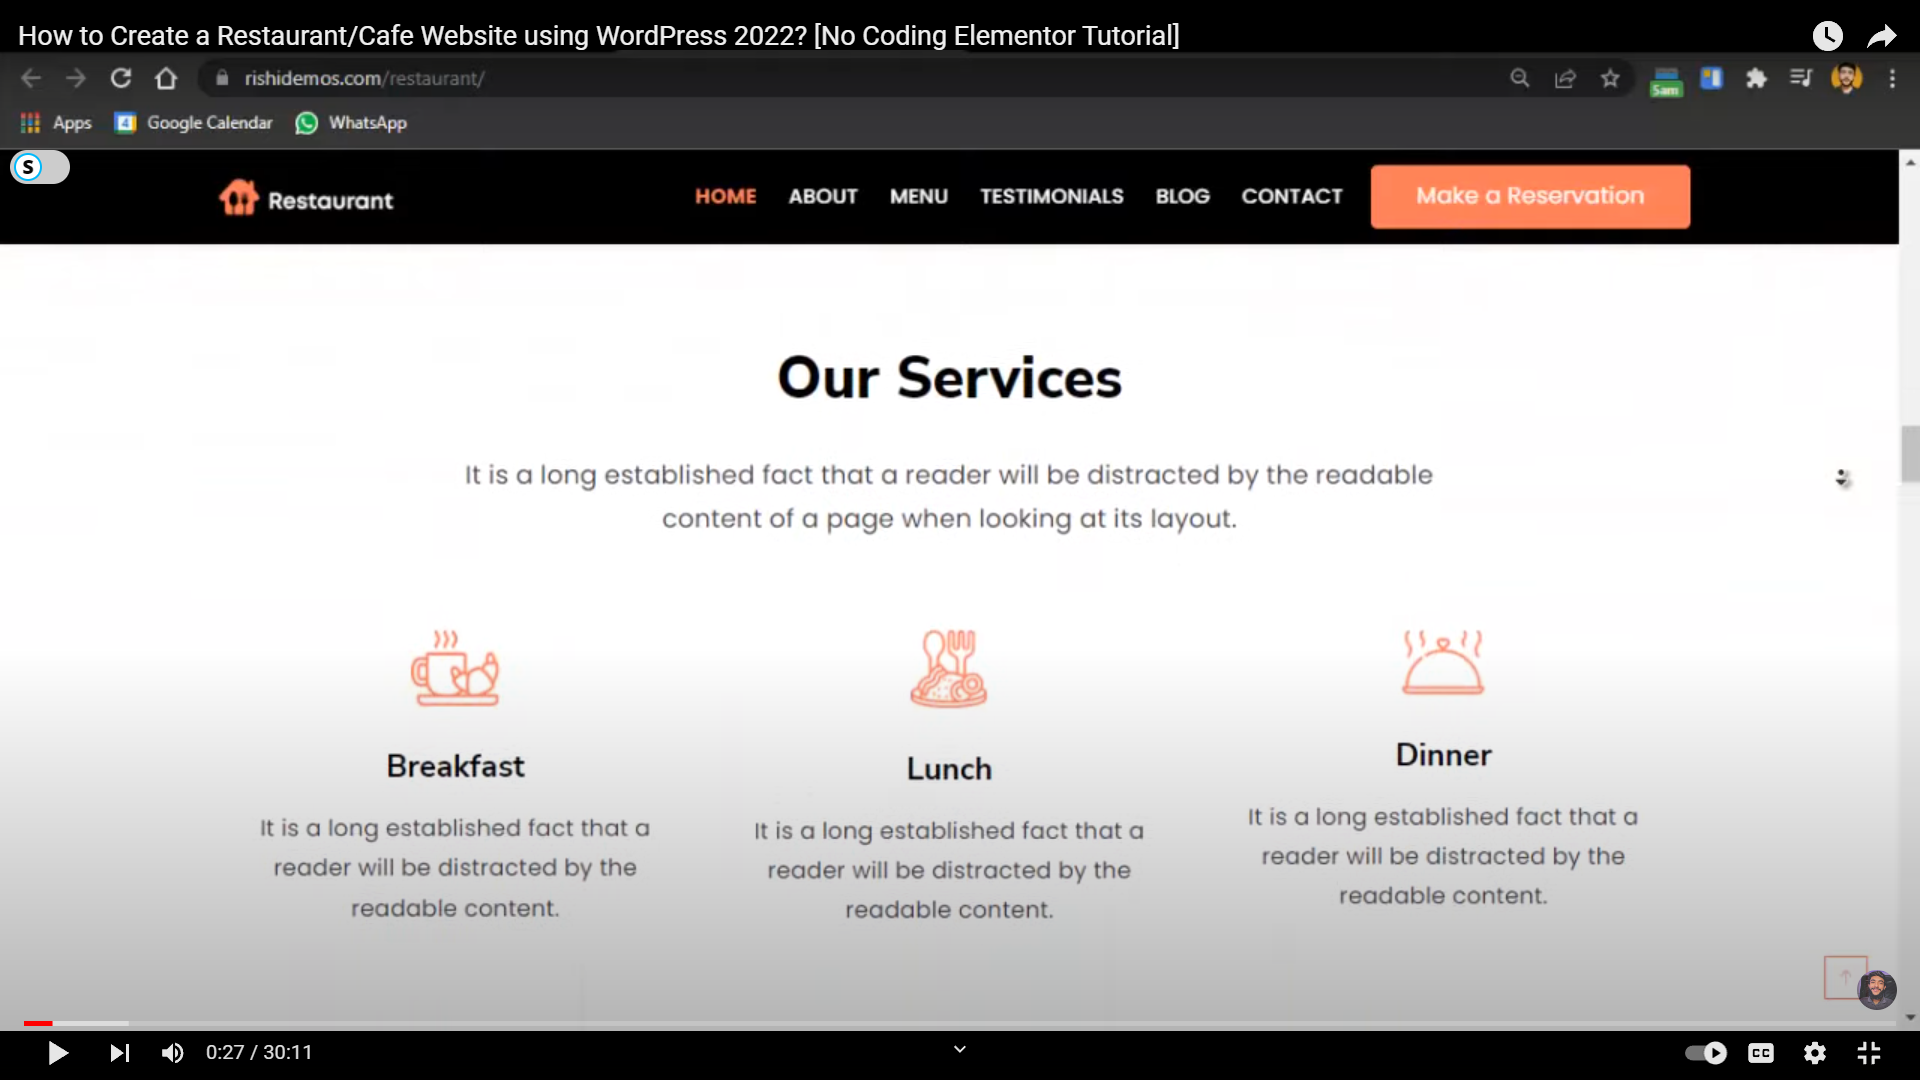 How to Create a Restaurant/Cafe Website using WordPress 2022? [No Coding Elementor Tutorial]
rishidemos.com/restaurant/
Sam
Apps
4
Google Calendar
WhatsApp
S
Restaurant
HOME
ABOUT
MENU
TESTIMONIALS
BLOG
CONTACT
Make a Reservation
Our Services
It is a long established fact that a reader will be distracted by the readable
content of a page when looking at its layout.
Breakfast
It is a long established fact that a
reader will be distracted by the
readable content.
Lunch
It is a long established fact that a
reader will be distracted by the
readable content.
Dinner
It is a long established fact that a
reader will be distracted by the
readable content.
0:27 / 30:11
CC